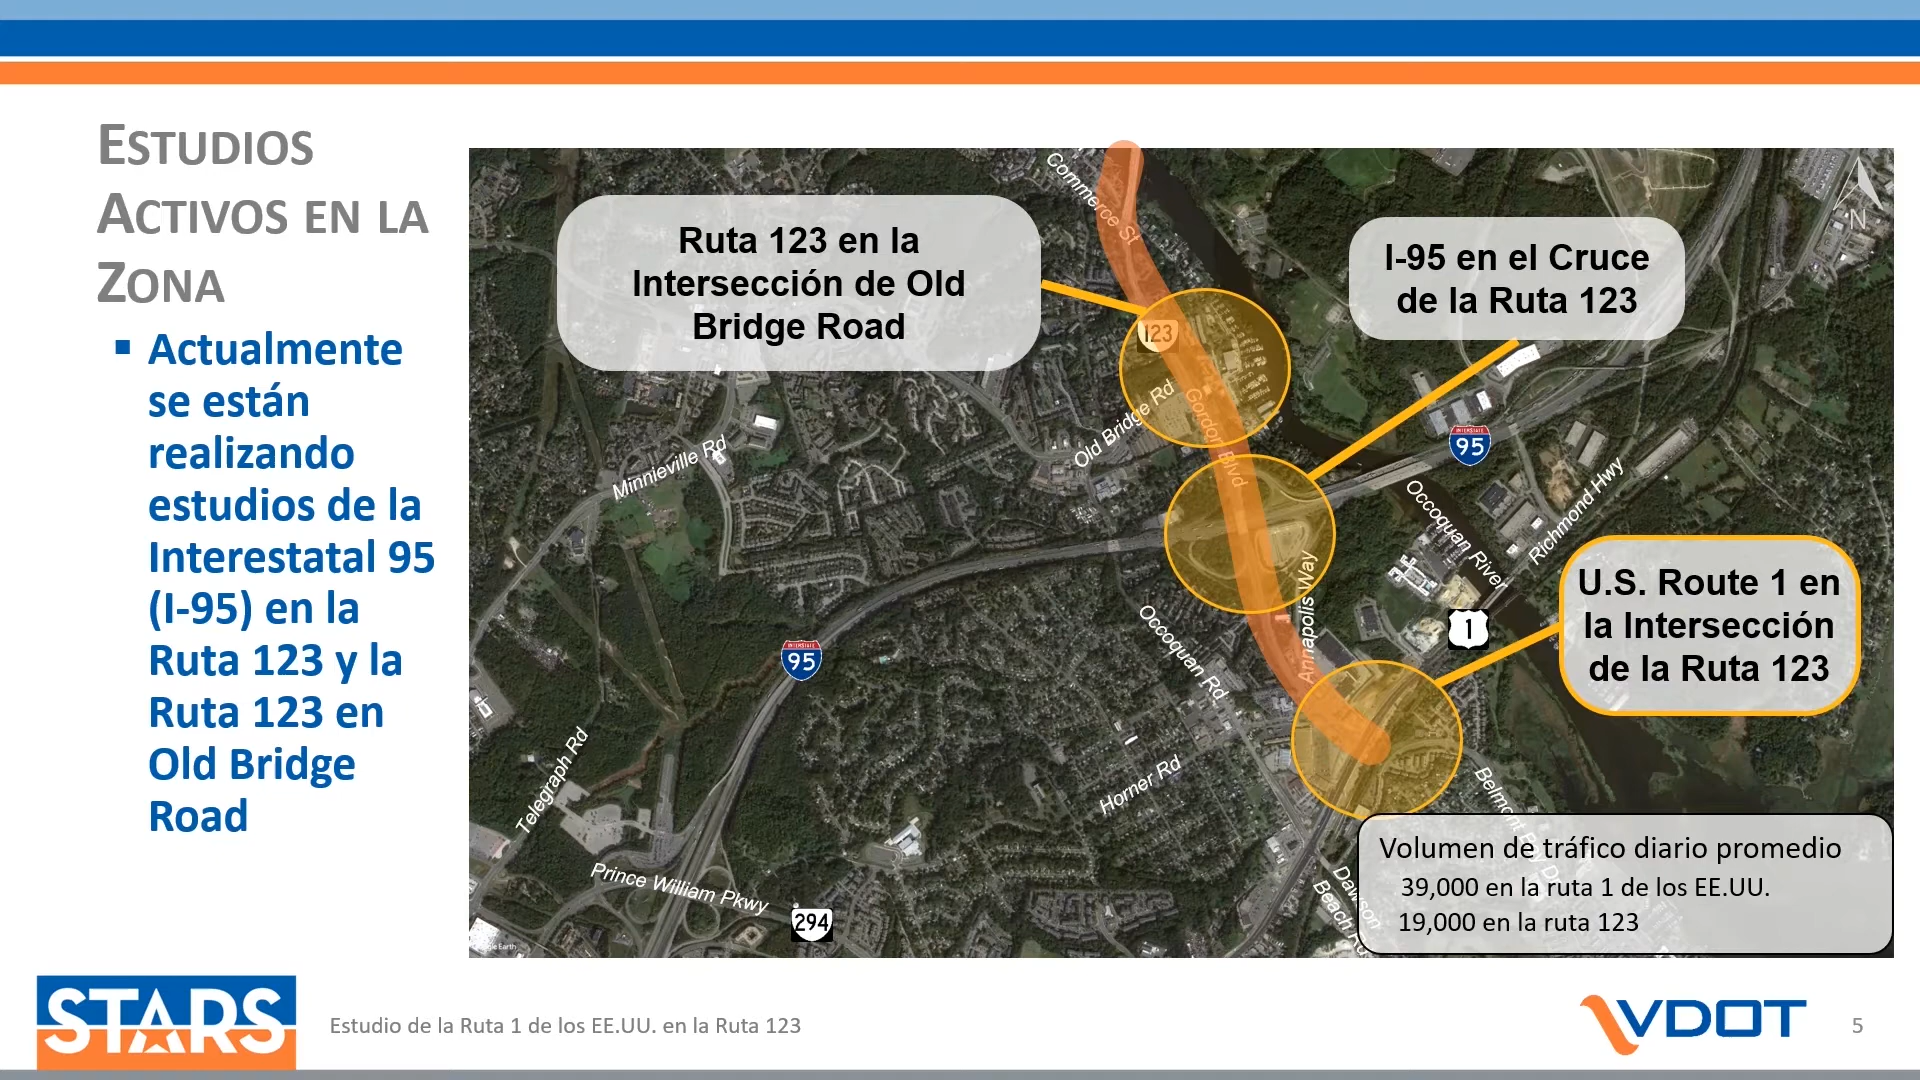 ESTUDIOS
ACTIVOS EN LA
ZONA
▪ Actualmente
se están
realizando
estudios de la
Interestatal 95
(I-95) en la
Ruta 123 y la
Ruta 123 en
Old Bridge
Road
Ruta 123 en la
Intersección de Old
Bridge Road
I-95 en el Cruce
de la Ruta 123
U.S. Route 1 en
la Intersección
de la Ruta 123
Commerce St
N
123
Old Bridge Rd
Gordon Blvd
95
INTERSTATE
Minnieville Rd
Occoquan River
Richmond Hwy
Annapolis Way
1
INTERSTATE
95
Occoquan Rd
Horner Rd
Telegraph Rd
Prince William Pkwy
294
Dawson
Beach Rd
Volumen de tráfico diario promedio
39,000 en la ruta 1 de los EE.UU.
19,000 en la ruta 123
STARS
Estudio de la Ruta 1 de los EE.UU. en la Ruta 123
VDOT
5